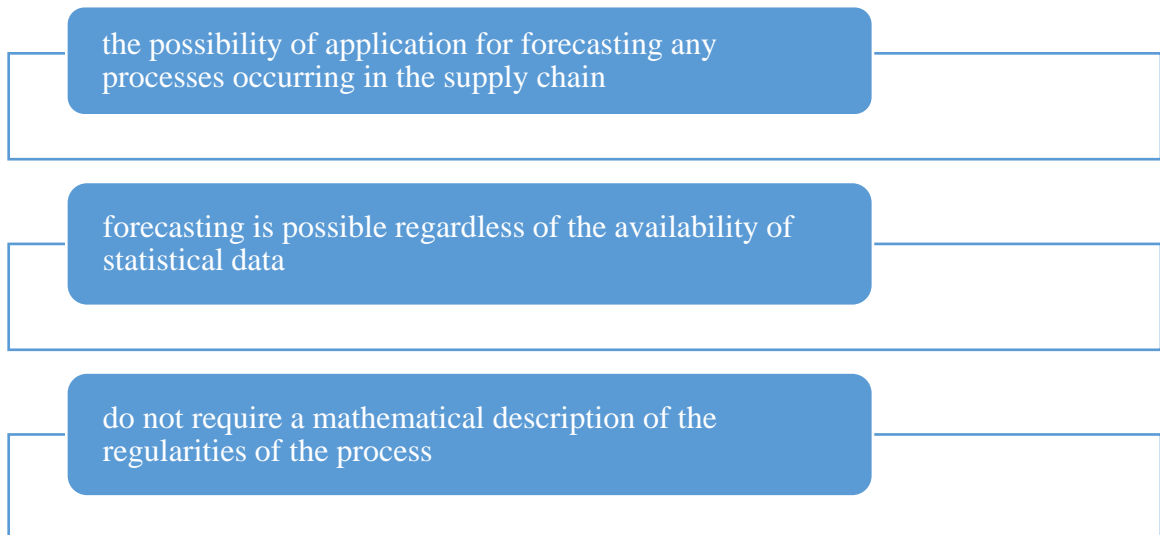 the possibility of application for forecasting any
processes occurring in the supply chain
forecasting is possible regardless of the availability of
statistical data
do not require a mathematical description of the
regularities of the process